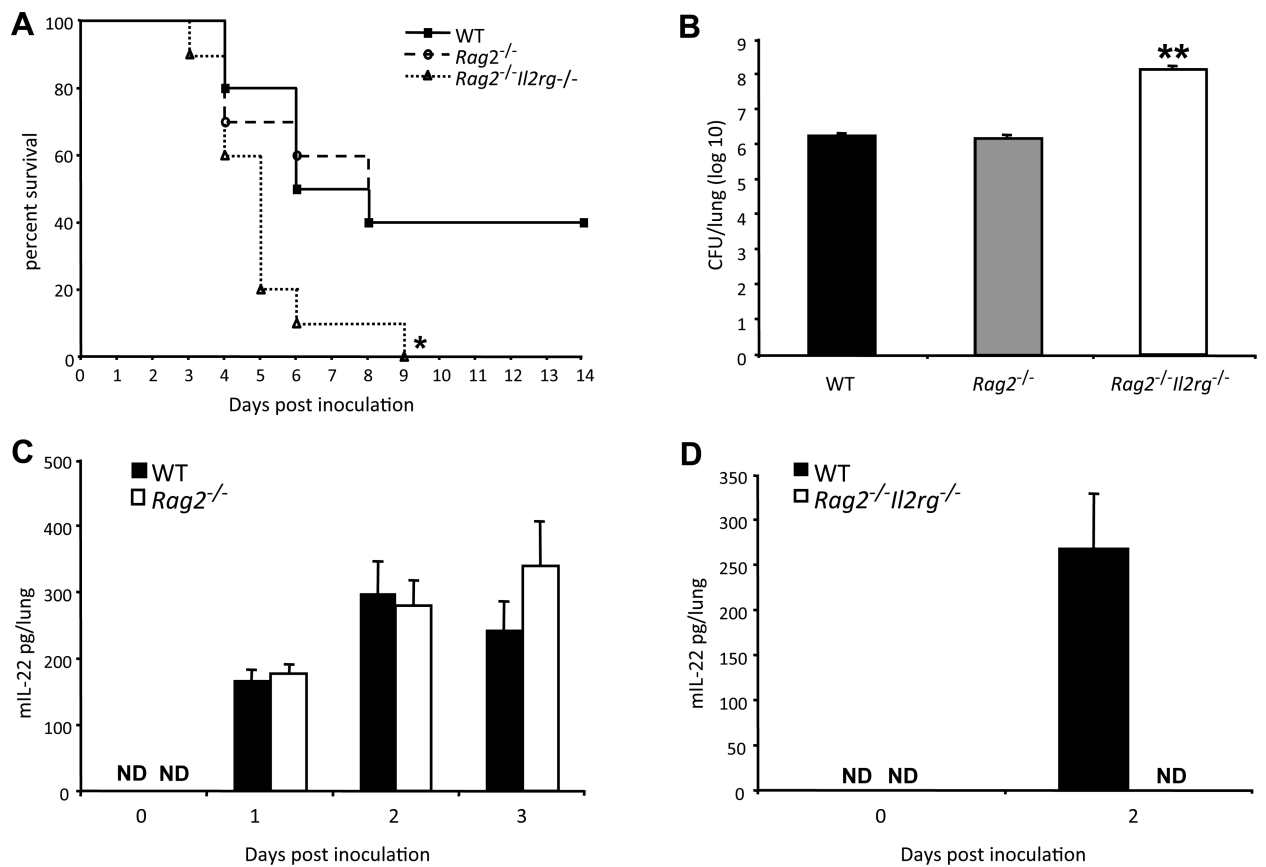 A
100
80
60
40
20
0
percent survival
WT
Rag2-/-
Rag2-/-Il2rg-/-
*
0 1 2 3 4 5 6 7 8 9 10 11 12 13 14
Days post inoculation
B
9
8
7
6
5
4
3
2
1
0
CFU/lung (log 10)
**
WT Rag2-/- Rag2-/-Il2rg-/-
C
500
400
300
200
100
0
mIL-22 pg/lung
WT
Rag2-/-
ND ND
0 1 2 3
Days post inoculation
D
350
300
250
200
150
100
50
0
mIL-22 pg/lung
WT
Rag2-/-Il2rg-/-
ND ND ND
0 2
Days post inoculation